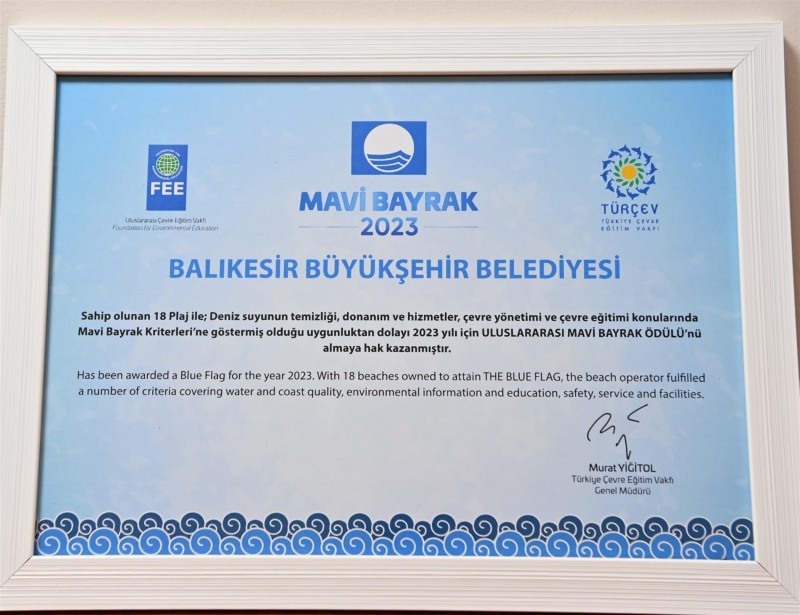 FEE
Uluslararası Çevre Eğitim Vakfı
Foundation for Environmental Education
MAVİ BAYRAK
2023
TÜRÇEV
TÜRKİYE ÇEVRE
EĞİTİM VAKFI
BALIKESİR BÜYÜKŞEHİR BELEDİYESİ
Sahip olunan 18 Plaj ile; Deniz suyunun temizliği, donanım ve hizmetler, çevre yönetimi ve çevre eğitimi konularında
Mavi Bayrak Kriterleri'ne göstermiş olduğu uygunluktan dolayı 2023 yılı için ULUSLARARASI MAVİ BAYRAK ÖDÜLÜ'nü
almaya hak kazanmıştır.
Has been awarded a Blue Flag for the year 2023. With 18 beaches owned to attain THE BLUE FLAG, the beach operator fulfilled
a number of criteria covering water and coast quality, environmental information and education, safety, service and facilities.
Murat YİĞİTOL
Türkiye Çevre Eğitim Vakfı
Genel Müdürü